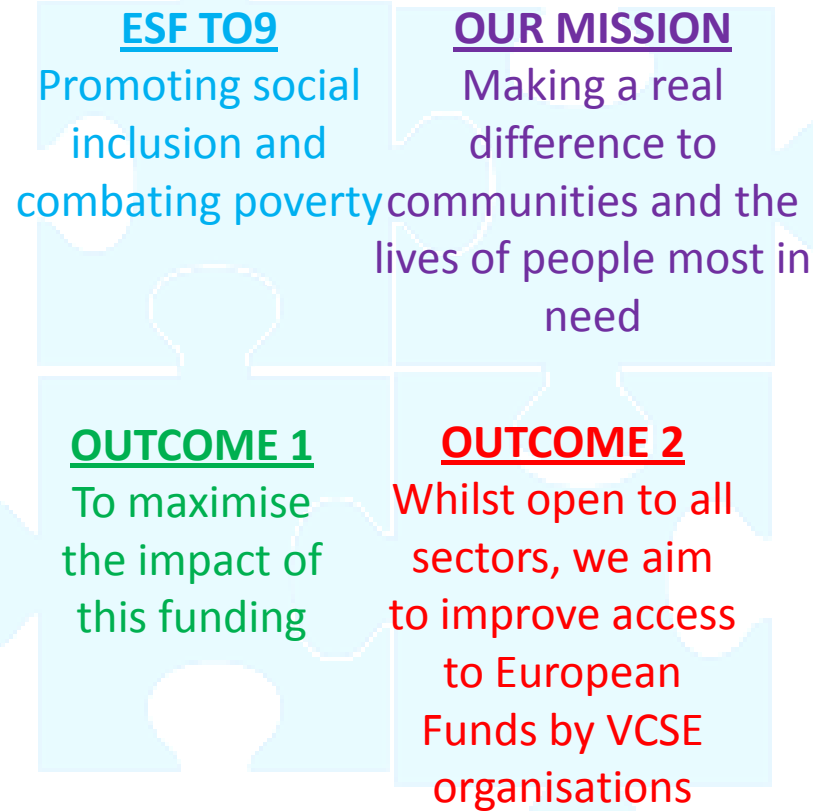 ESF TO9
Promoting social
inclusion and
combating poverty
OUR MISSION
Making a real
difference to
communities and the
lives of people most in
need
OUTCOME 1
To maximise
the impact of
this funding
OUTCOME 2
Whilst open to all
sectors, we aim
to improve access
to European
Funds by VCSE
organisations